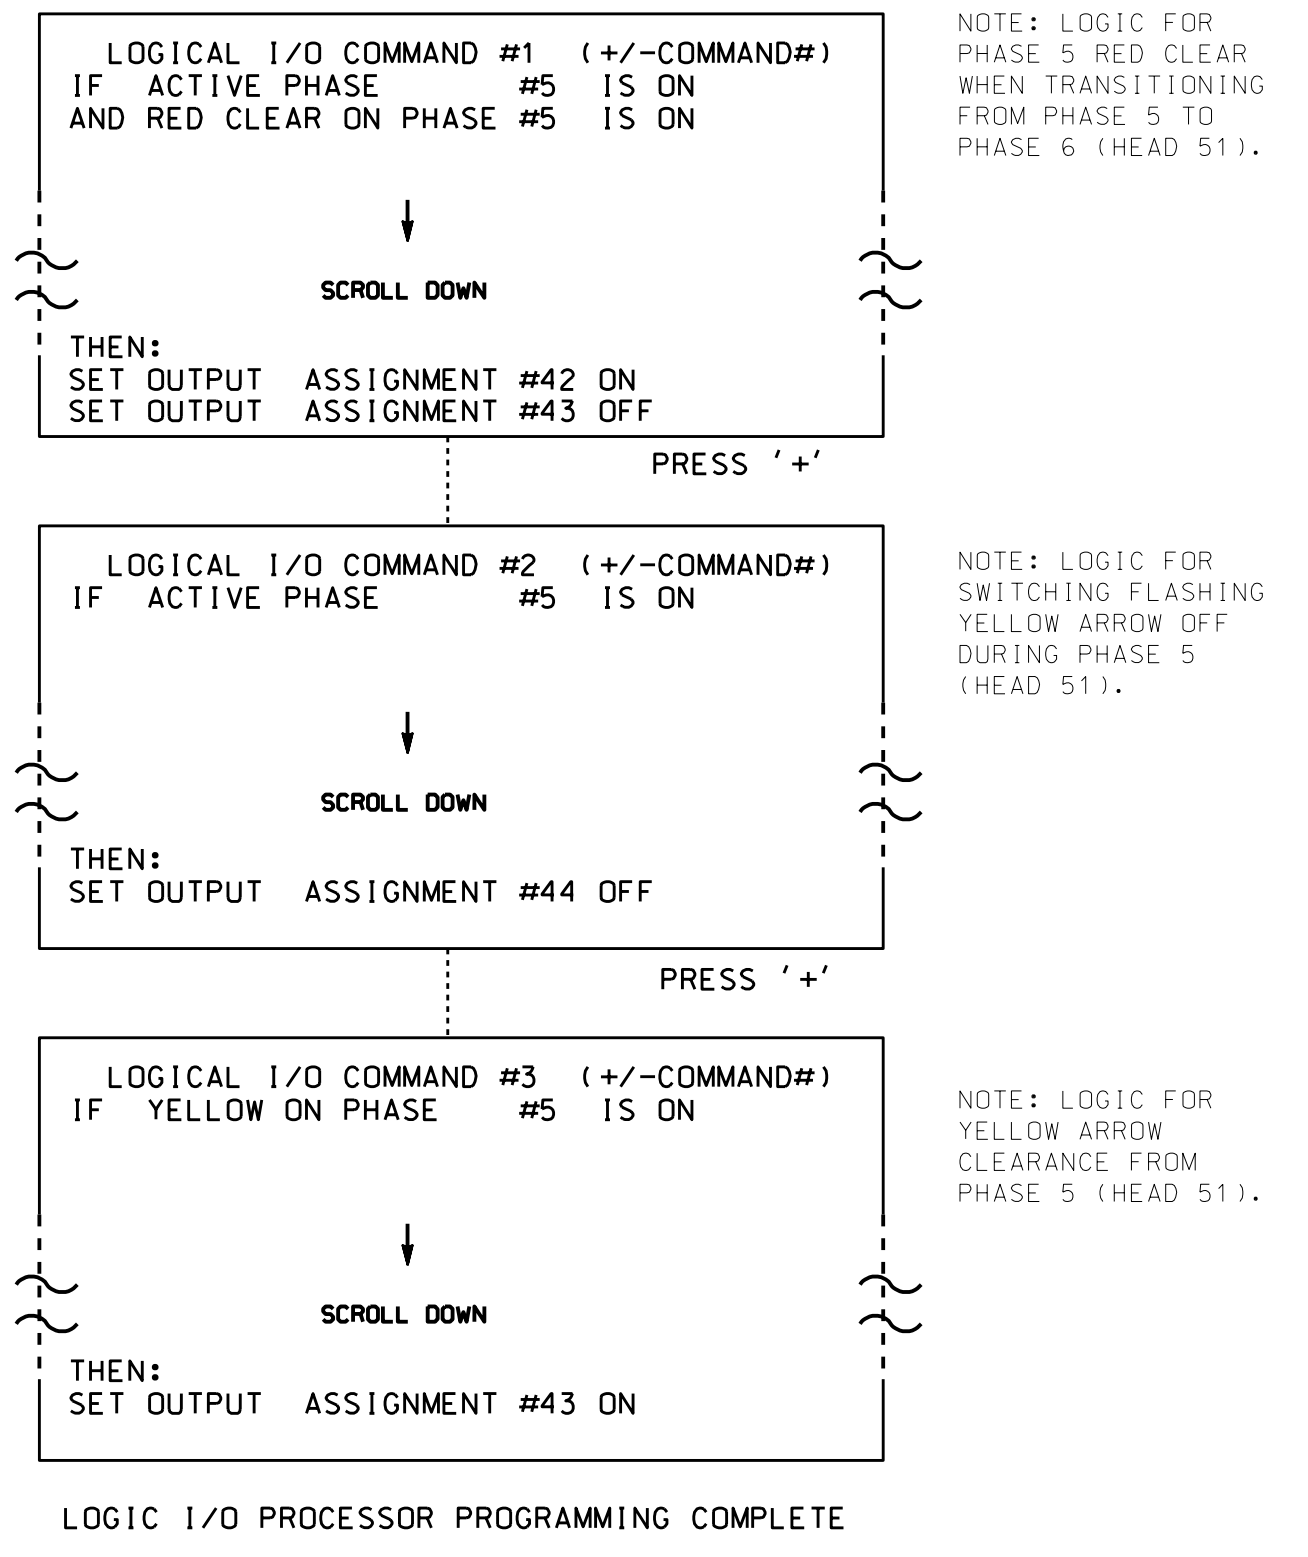 LOGICAL I/O COMMAND #1 (+/-COMMAND#)
IF ACTIVE PHASE #5 IS ON
AND RED CLEAR ON PHASE #5 IS ON
SCROLL DOWN
THEN:
SET OUTPUT ASSIGNMENT #42 ON
SET OUTPUT ASSIGNMENT #43 OFF
NOTE: LOGIC FOR
PHASE 5 RED CLEAR
WHEN TRANSITIONING
FROM PHASE 5 TO
PHASE 6 (HEAD 51).
PRESS '+'
LOGICAL I/O COMMAND #2 (+/-COMMAND#)
IF ACTIVE PHASE #5 IS ON
SCROLL DOWN
THEN:
SET OUTPUT ASSIGNMENT #44 OFF
NOTE: LOGIC FOR
SWITCHING FLASHING
YELLOW ARROW OFF
DURING PHASE 5
(HEAD 51).
PRESS '+'
LOGICAL I/O COMMAND #3 (+/-COMMAND#)
IF YELLOW ON PHASE #5 IS ON
SCROLL DOWN
THEN:
SET OUTPUT ASSIGNMENT #43 ON
NOTE: LOGIC FOR
YELLOW ARROW
CLEARANCE FROM
PHASE 5 (HEAD 51).
LOGIC I/O PROCESSOR PROGRAMMING COMPLETE